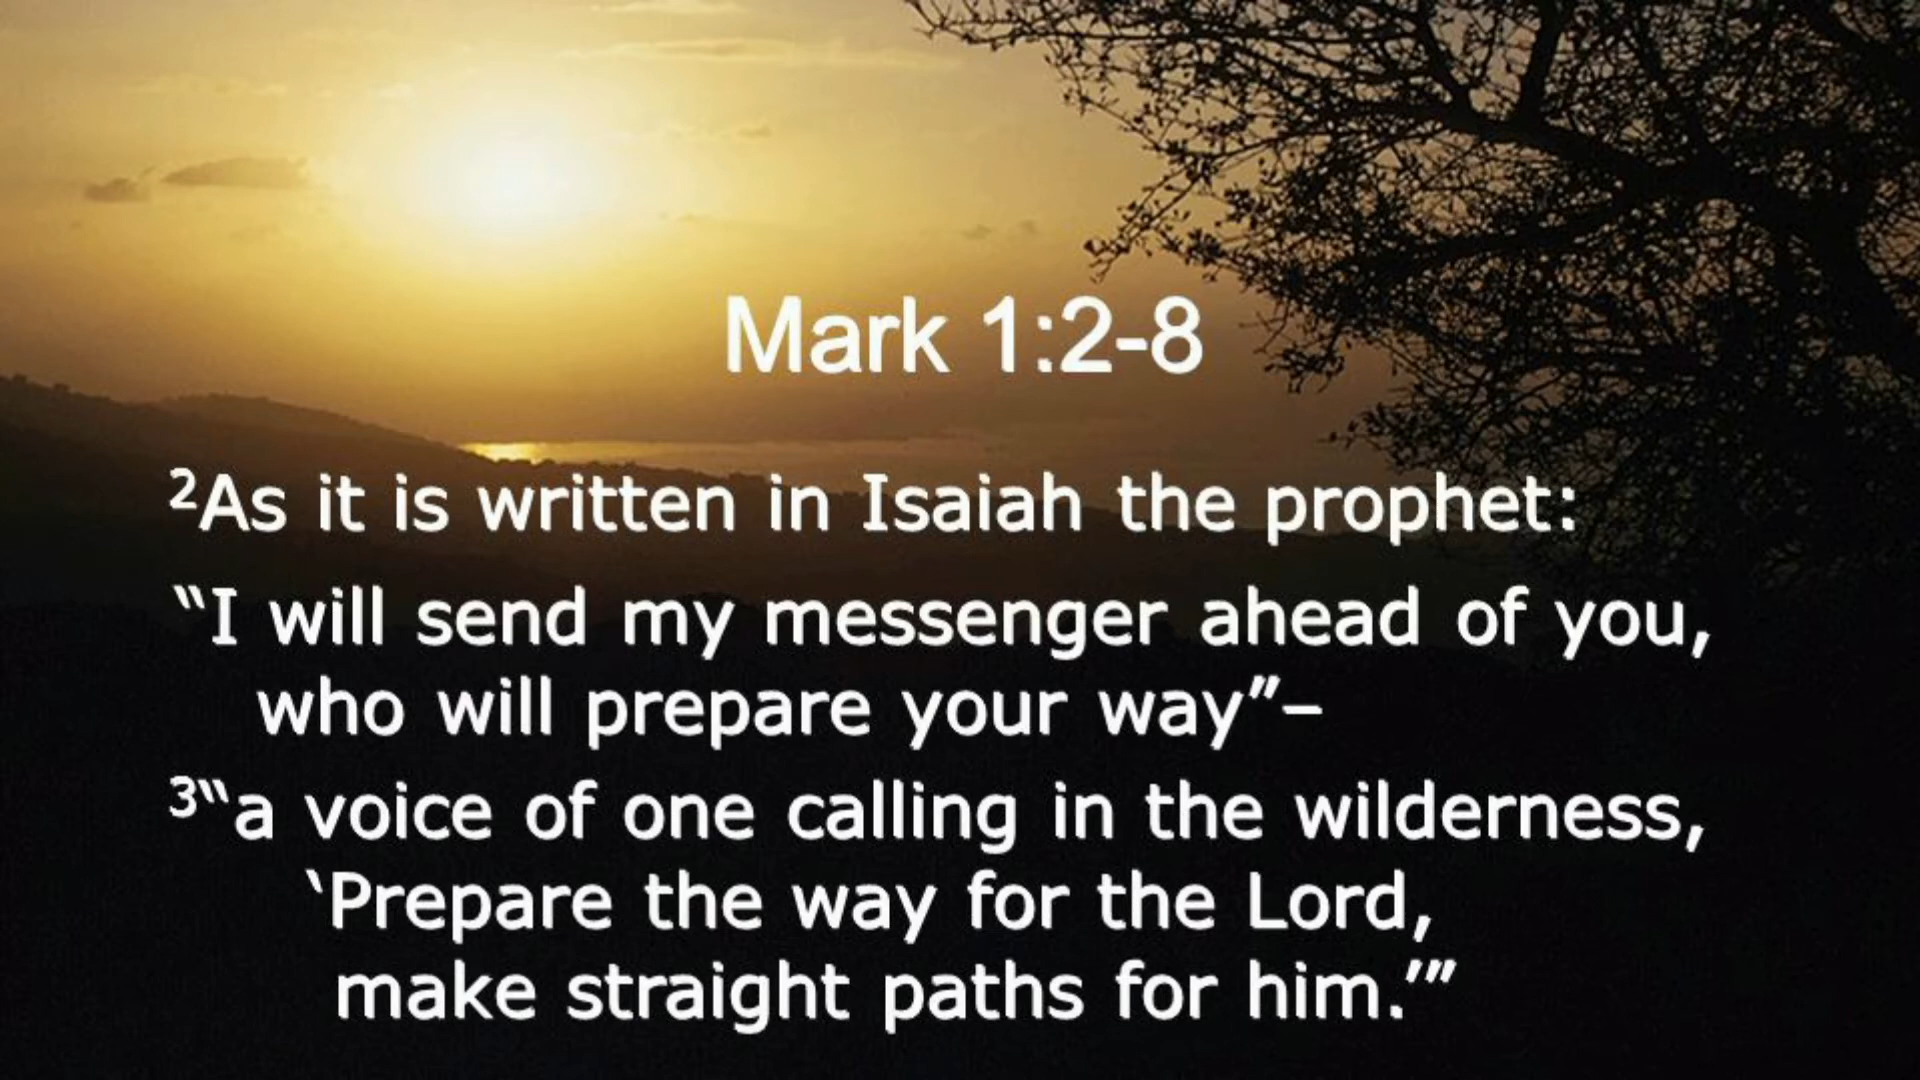 Mark 1:2-8
²As it is written in Isaiah the prophet:
“I will send my messenger ahead of you,
who will prepare your way”–
³“a voice of one calling in the wilderness,
‘Prepare the way for the Lord,
make straight paths for him.’”